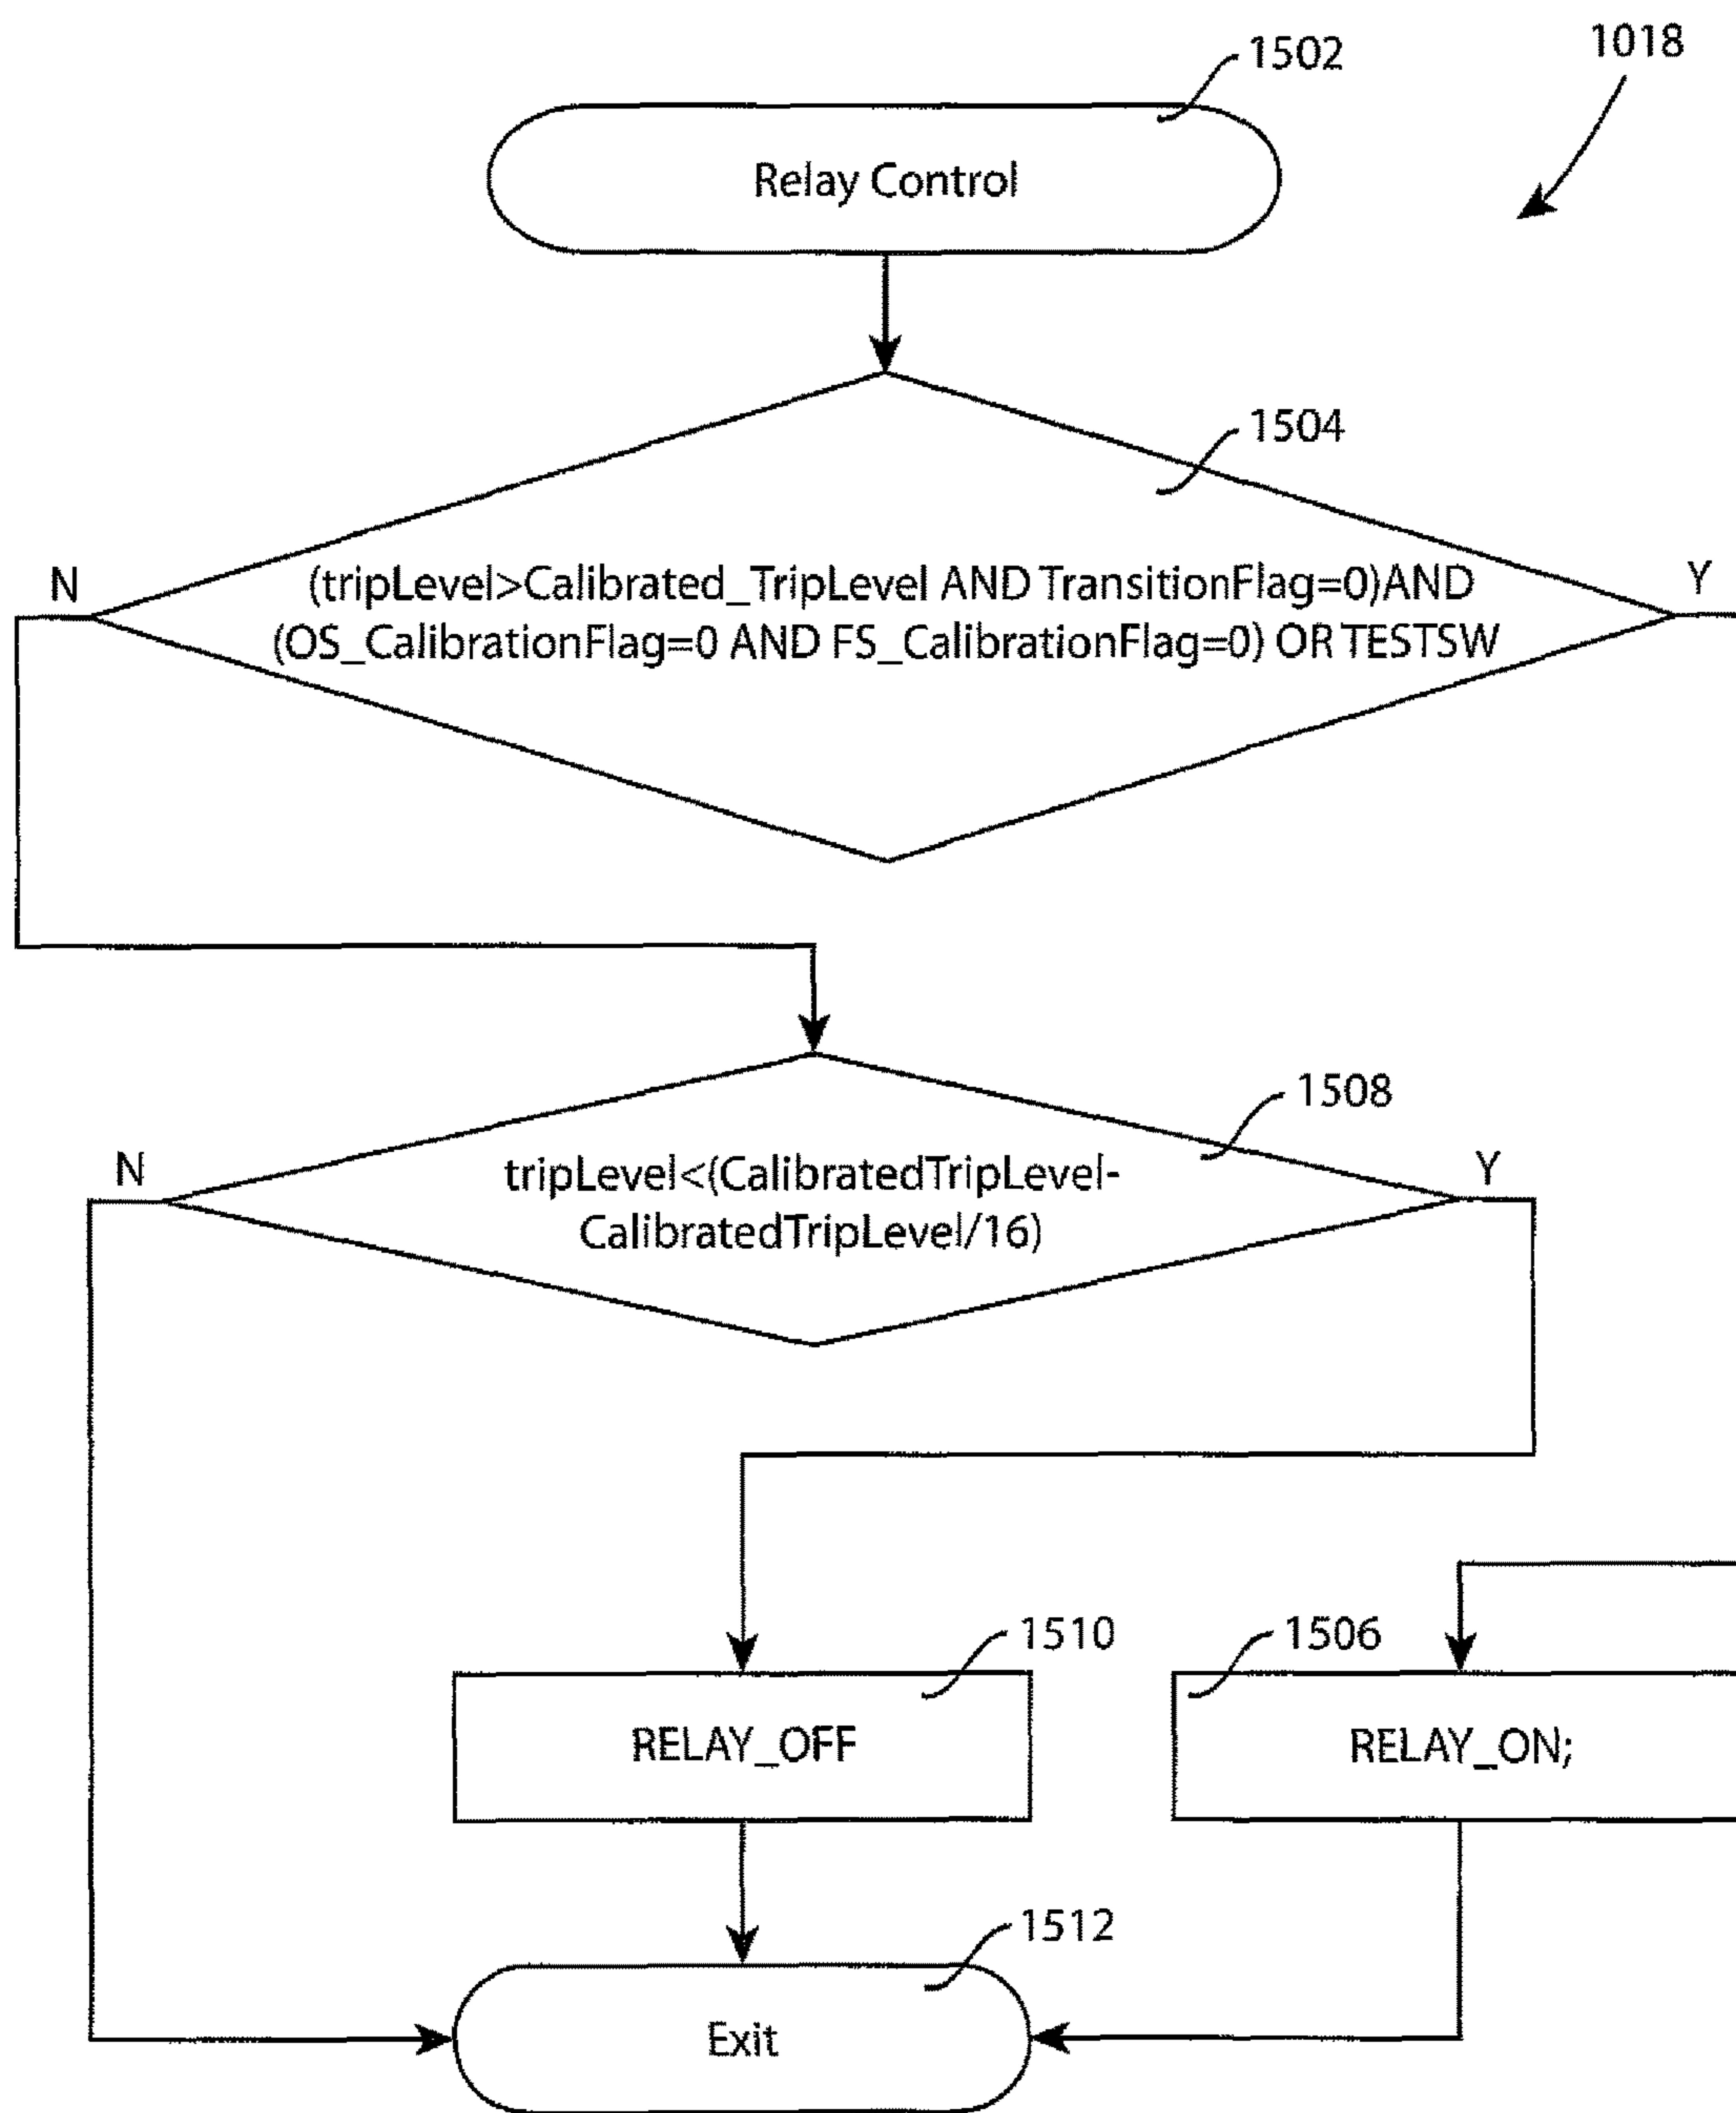 1502
1018
Relay Control
1504
N
Y
(tripLevel>Calibrated_TripLevel AND TransitionFlag=0)AND
(OS_CalibrationFlag=0 AND FS_CalibrationFlag=0) OR TESTSW
1508
N
Y
tripLevel<(CalibratedTripLevel-
CalibratedTripLevel/16)
1510
1506
RELAY_OFF
RELAY_ON;
1512
Exit